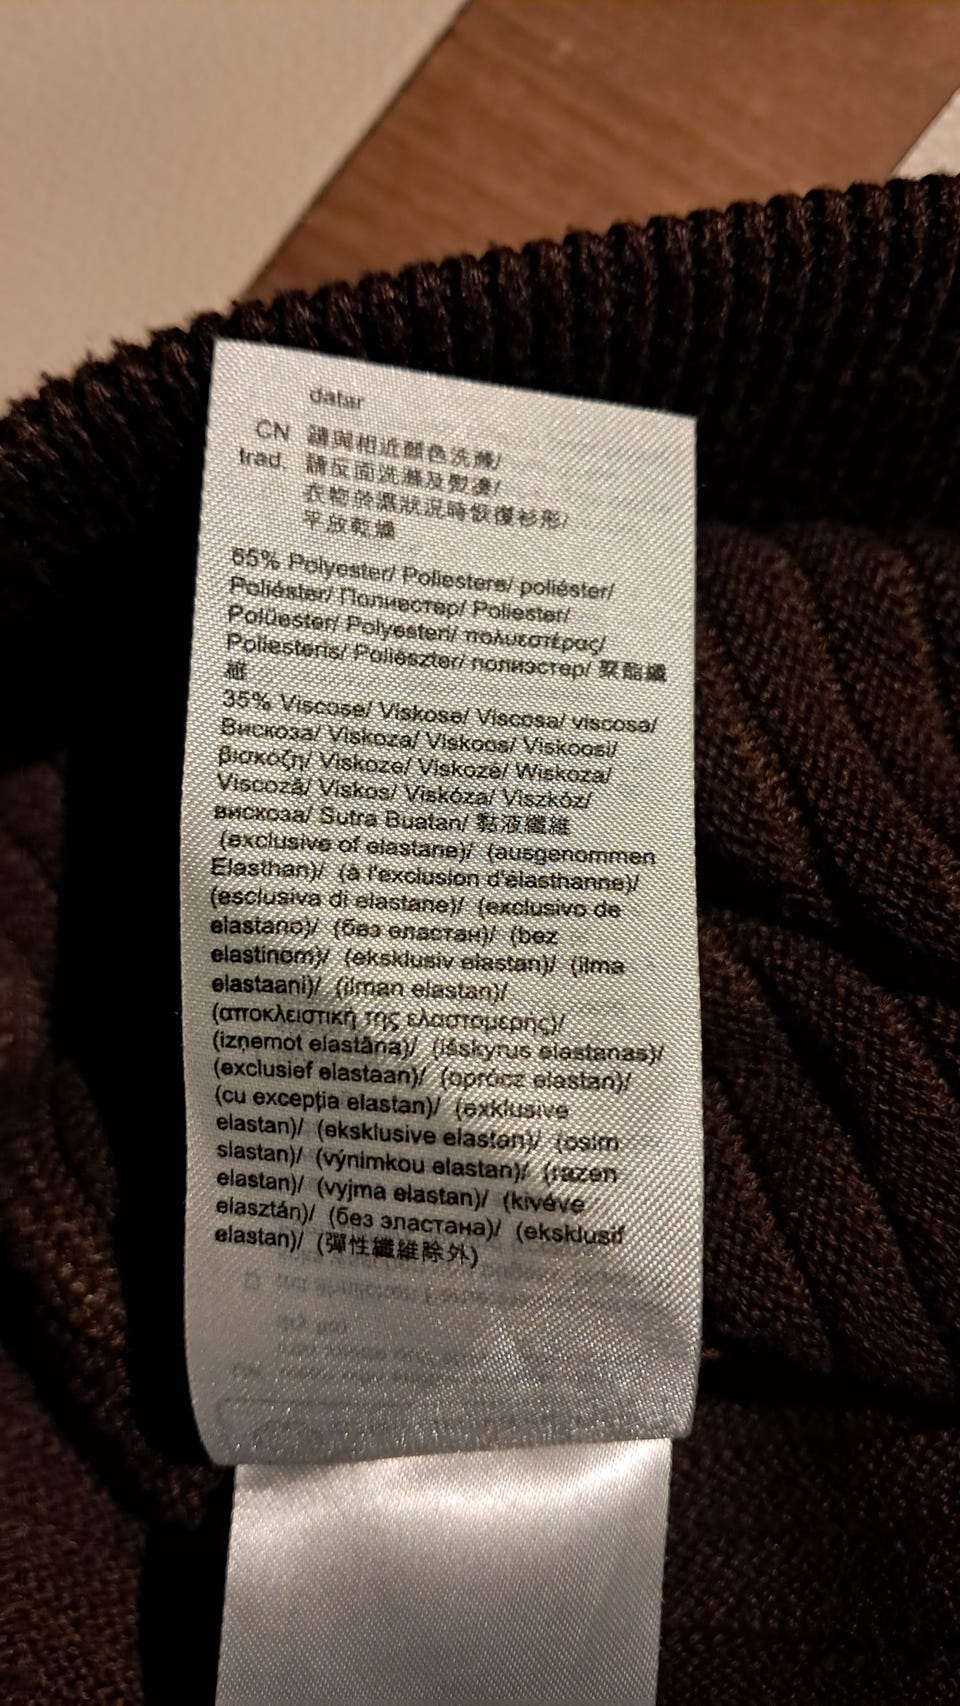 datar
CN 請與相近顏色洗滌/
trad. 請反面洗滌及熨燙/
衣物於濕狀況時恢復衫形/
平放乾燥
65% Polyester/ Poliestere/ poliéster/
Poliéster/ Полиестер/ Poliester/
Polüester/ Polyesteri/ πολυεστέρας/
Poliesteris/ Poliészter/ полиэстер/ 聚酯纖
維
35% Viscose/ Viskose/ Viscosa/ viscosa/
Вискоза/ Viskoza/ Viskoos/ Viskoosi/
βισκόζη/ Viskoze/ Viskozė/ Wiskoza/
Viscoză/ Viskos/ Viskóza/ Viszkóz/
вискоза/ Sutra Buatan/ 黏液纖維
(exclusive of elastane)/ (ausgenommen
Elasthan)/ (à l'exclusion d'élasthanne)/
(esclusiva di elastane)/ (exclusivo de
elastano)/ (без еластан)/ (bez
elastinom)/ (eksklusiv elastan)/ (ilma
elastaani)/ (ilman elastan)/
(αποκλειστική της ελαστομερής)/
(izņemot elastāna)/ (išskyrus elastanas)/
(exclusief elastaan)/ (oprócz elastan)/
(cu excepţia elastan)/ (exklusive
elastan)/ (eksklusive elastan)/ (osim
slastan)/ (výnimkou elastan)/ (razen
elastan)/ (vyjma elastan)/ (kivéve
elasztán)/ (без эластана)/ (eksklusif
elastan)/ (彈性纖維除外)